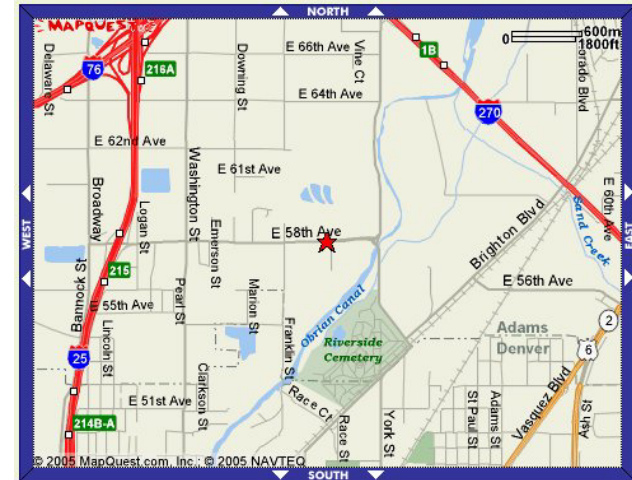 NORTH
MAPQUEST
600m
0
1800ft
Delaware St
76
216A
Downing St
E 66th Ave
Vine Ct
1B
E 64th Ave
270
E 62nd Ave
Washington St
E 61st Ave
E 60th Ave
Sand Creek
Broadway
Logan St
WEST
EAST
Emerson St
E 58th Ave
Brighton Blvd
215
Bannock St
55th Ave
Pearl St
Marion St
Obrian Canal
E 56th Ave
2
Lincoln St
Franklin St
Riverside
Cemetery
Adams
Denver
6
25
Clarkson St
E 51st Ave
Race Ct
Race St
York St
St Paul St
Adams St
Vasquez Blvd
Ash St
214B-A
© 2005 MapQuest.com, Inc.; © 2005 NAVTEQ
SOUTH